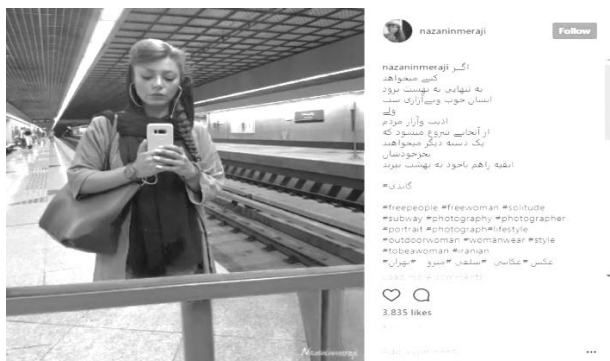 nazaninmeraji
Follow
nazaninmeraji اگر
کسی میخواهد
به تنهایی به بهشت برود
انسان خوب وبی‌آزاری ست
ولی
اذیت وآزار مردم
از آنجایی شروع میشود که
یک دسته دیگر میخواهند
بجزخودشان
بقیه راهم باخود به بهشت ببرند
#گاندی
#freepeople #freewoman #solitude
#subway #photography #photographer
#portrait #photograph#lifestyle
#outdoorwoman #womanwear #style
#tobeawoman #iranian
#عکس #عکاسی #سلفی #مترو #تهران
3,835 likes
Nazaninmeraji